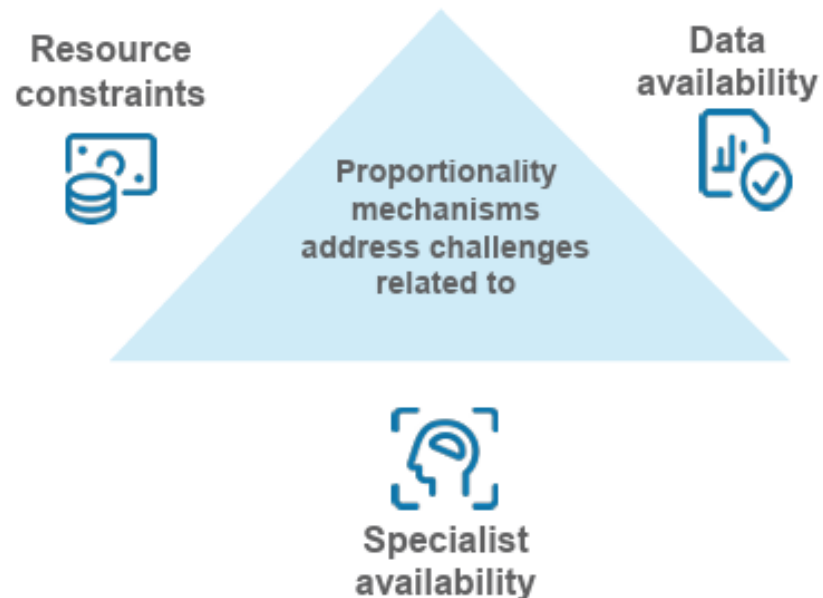 Resource
constraints
Data
availability
Proportionality
mechanisms
address challenges
related to
Specialist
availability